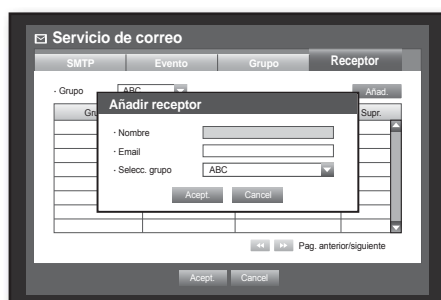 Servicio de correo
SMTP Evento Grupo Receptor
· Grupo ABC Añad.
Añadir receptor
Supr.
· Nombre
· Email
· Selecc. grupo ABC
Acept. Cancel
Pag. anterior/siguiente
Acept. Cancel